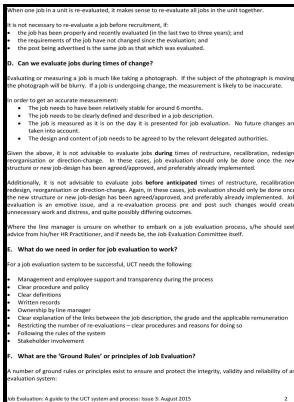 When one job in a unit is re-evaluated, it makes sense to re-evaluate all jobs in the unit together.
It is not necessary to re-evaluate a job before recruitment, if:
• the job has been properly and recently evaluated (in the last two to three years); and
• the requirements of the job have not changed since the evaluation; and
• the post being advertised is the same job as that which was evaluated.
D. Can we evaluate jobs during times of change?
Evaluating or measuring a job is much like taking a photograph. If the subject of the photograph is moving
the photograph will be blurry. If a job is undergoing change, the measurement is likely to be inaccurate.
In order to get an accurate measurement:
• The job needs to have been relatively stable for around 6 months.
• The job needs to be clearly defined and described in a job description.
• The job is measured as it is on the day it is presented for job evaluation. No future changes are
taken into account.
• The design and content of job needs to be agreed to by the relevant delegated authorities.
Given the above, it is not advisable to evaluate jobs during times of restructure, recalibration, redesign
reorganisation or direction-change. In these cases, job evaluation should only be done once the new
structure or new job-design has been agreed/approved, and preferably already implemented.
Additionally, it is not advisable to evaluate jobs before anticipated times of restructure, recalibration
redesign, reorganisation or direction-change. Again, in these cases, job evaluation should only be done once
the new structure or new job-design has been agreed/approved, and preferably already implemented. Job
evaluation is an emotive issue, and a re-evaluation process pre and post such changes would create
unnecessary work and distress, and quite possibly differing outcomes.
Where the line manager is unsure on whether to embark on a job evaluation process, s/he should seek
advice from his/her HR Practitioner, and if needs be, the Job Evaluation Committee itself.
E. What do we need in order for job evaluation to work?
For a job evaluation system to be successful, UCT needs the following:
• Management and employee support and transparency during the process
• Clear procedure and policy
• Clear definitions
• Written records
• Ownership by line manager
• Clear explanation of the links between the job description, the grade and the applicable remuneration
• Restricting the number of re-evaluations – clear procedures and reasons for doing so
• Following the rules of the system
• Stakeholder involvement
F. What are the ‘Ground Rules’ or principles of Job Evaluation?
A number of ground rules or principles exist to ensure and protect the integrity, validity and reliability of an
evaluation system:
Job Evaluation: A guide to the UCT system and process: Issue 3: August 2015 2